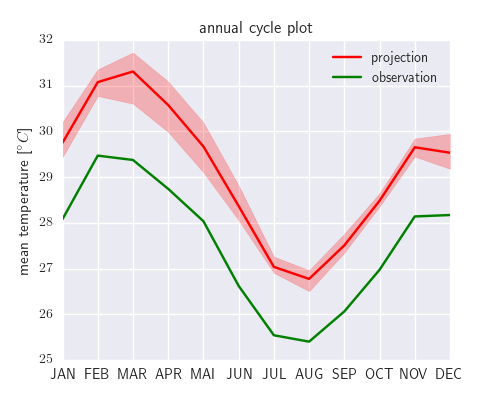 annual cycle plot
projection
observation
mean temperature [°C]
32
31
30
29
28
27
26
25
JAN FEB MAR APR MAI JUN JUL AUG SEP OCT NOV DEC